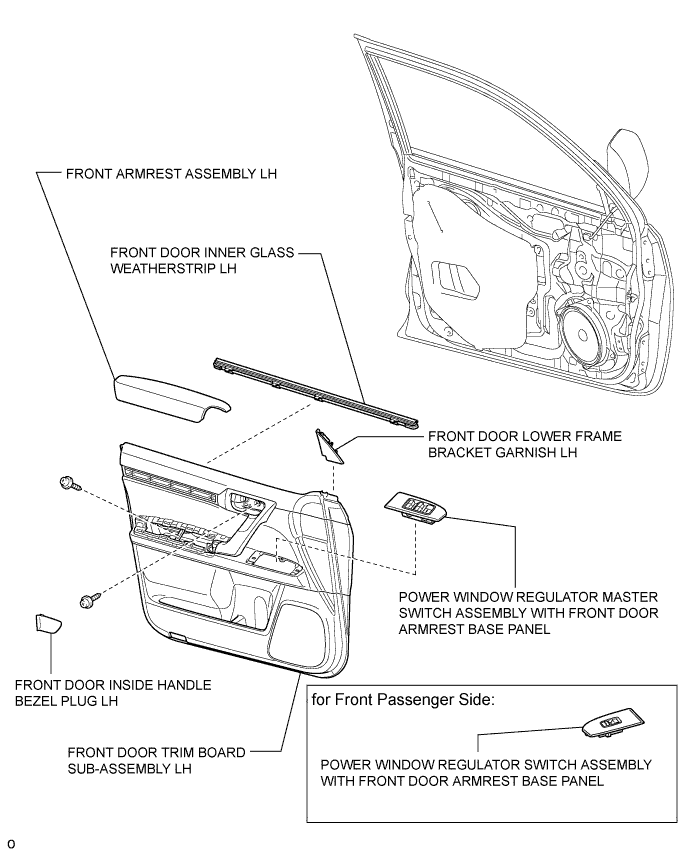 FRONT ARMREST ASSEMBLY LH
FRONT DOOR INNER GLASS
WEATHERSTRIP LH
FRONT DOOR LOWER FRAME
BRACKET GARNISH LH
POWER WINDOW REGULATOR MASTER
SWITCH ASSEMBLY WITH FRONT DOOR
ARMREST BASE PANEL
FRONT DOOR INSIDE HANDLE
BEZEL PLUG LH
for Front Passenger Side:
FRONT DOOR TRIM BOARD
SUB-ASSEMBLY LH
POWER WINDOW REGULATOR SWITCH ASSEMBLY
WITH FRONT DOOR ARMREST BASE PANEL
O